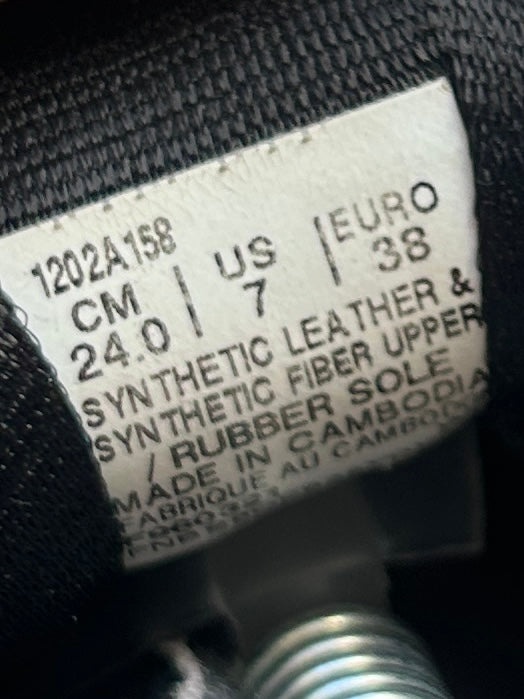 1202A158
CM | US | EURO
24.0 7 38
SYNTHETIC LEATHER &
SYNTHETIC FIBER UPPER
/ RUBBER SOLE
MADE IN CAMBODIA
FABRIQUE AU CAMBODGE